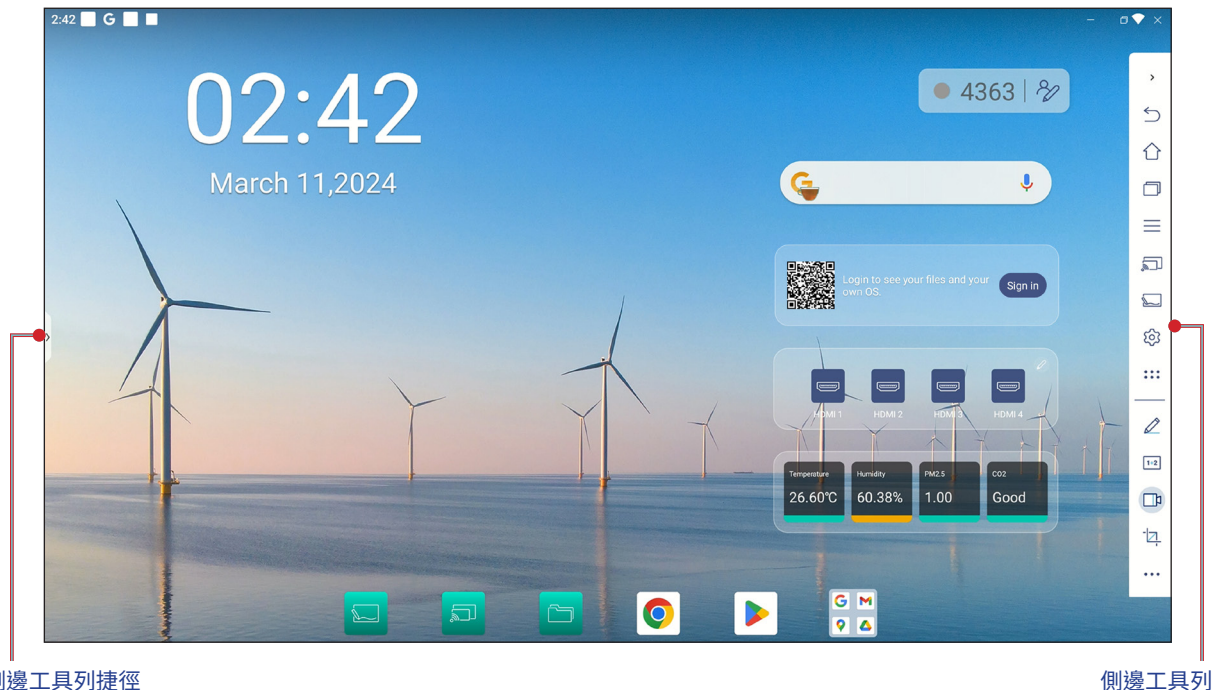 2:42
02:42
March 11,2024
4363
Login to see your files and your
own OS.
Sign in
HDMI 1
HDMI 2
HDMI 3
HDMI 4
Temperature
26.60℃
Humidity
60.38%
PM2.5
1.00
CO2
Good
邊工具列捷徑
側邊工具列